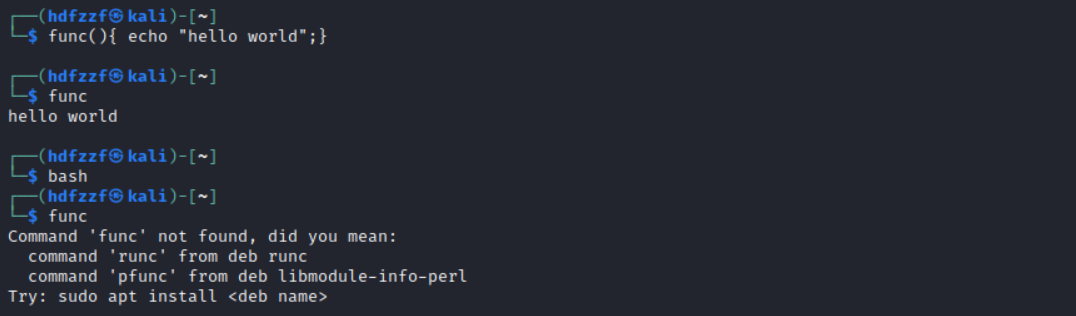 ┌──(hdfzzf㉿kali)-[~]
└─$ func(){ echo "hello world";}
┌──(hdfzzf㉿kali)-[~]
└─$ func
hello world
┌──(hdfzzf㉿kali)-[~]
└─$ bash
┌──(hdfzzf㉿kali)-[~]
└─$ func
Command 'func' not found, did you mean:
  command 'runc' from deb runc
  command 'pfunc' from deb libmodule-info-perl
Try: sudo apt install <deb name>